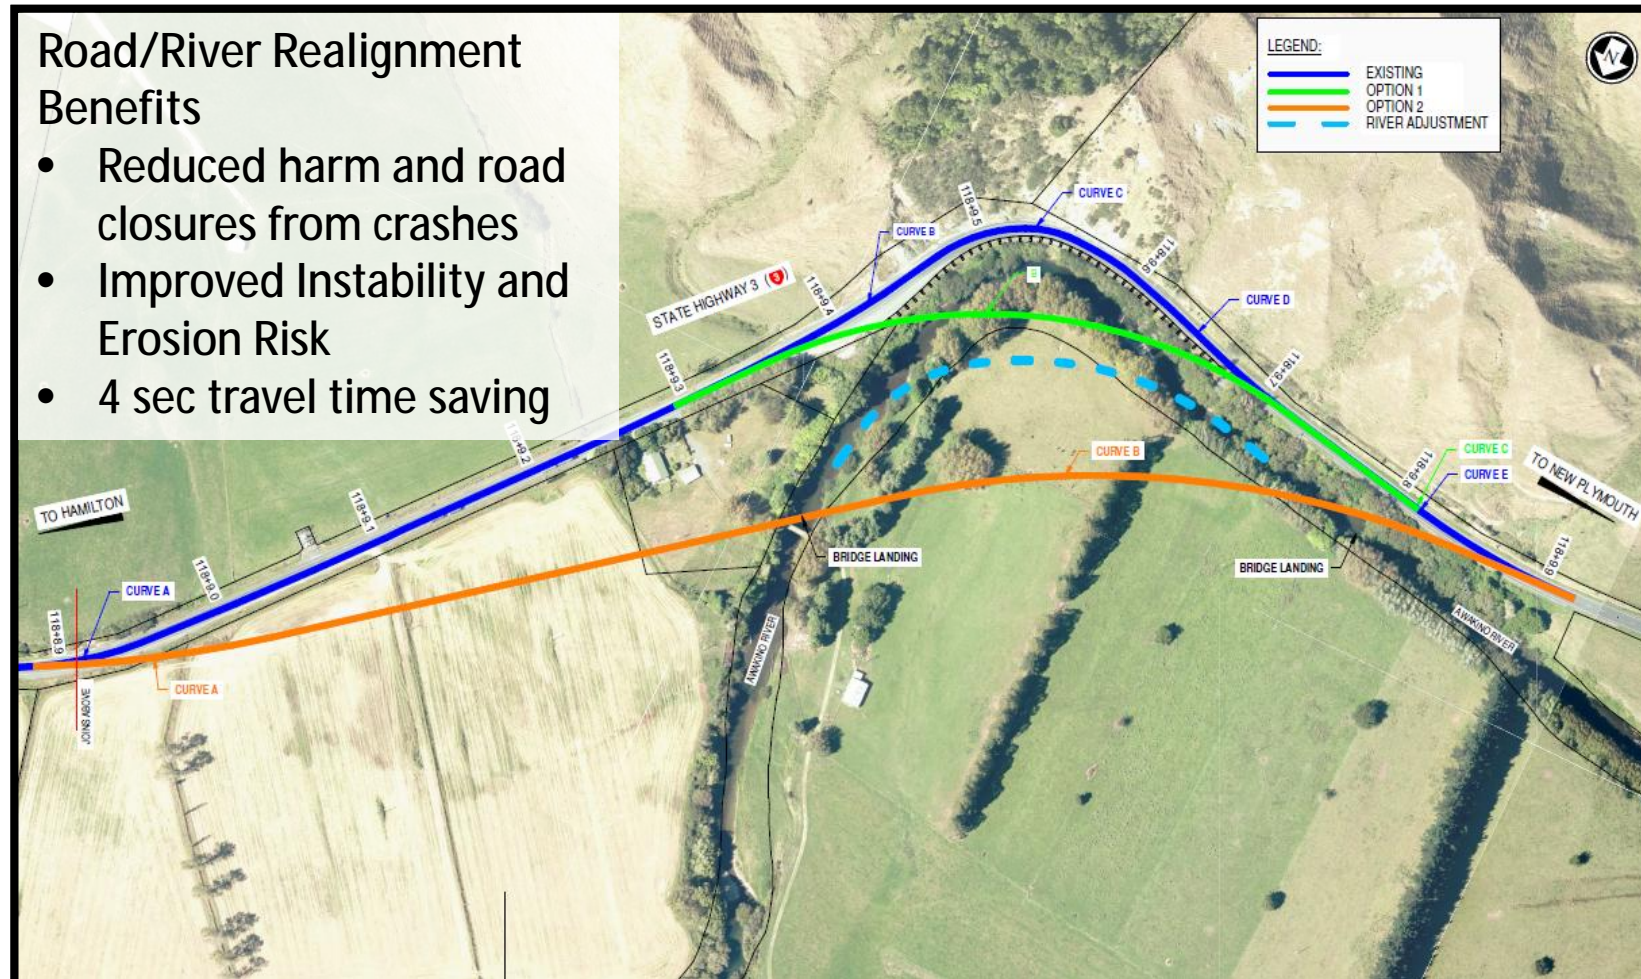 Road/River Realignment
Benefits
• Reduced harm and road
closures from crashes
• Improved Instability and
Erosion Risk
• 4 sec travel time saving
LEGEND:
EXISTING
OPTION 1
OPTION 2
RIVER ADJUSTMENT
N
118+9.5
CURVE C
CURVE B
118+9.6
STATE HIGHWAY 3 (3)
118+9.4
B
CURVE D
118+9.3
118+9.7
118+9.2
CURVE B
CURVE C
118+9.8
CURVE E
TO NEW PLYMOUTH
TO HAMILTON
118+9.1
BRIDGE LANDING
BRIDGE LANDING
118+9.9
118+9.0
CURVE A
118+8.9
AWAKINO RIVER
AWAKINO RIVER
CURVE A
JOINS ABOVE